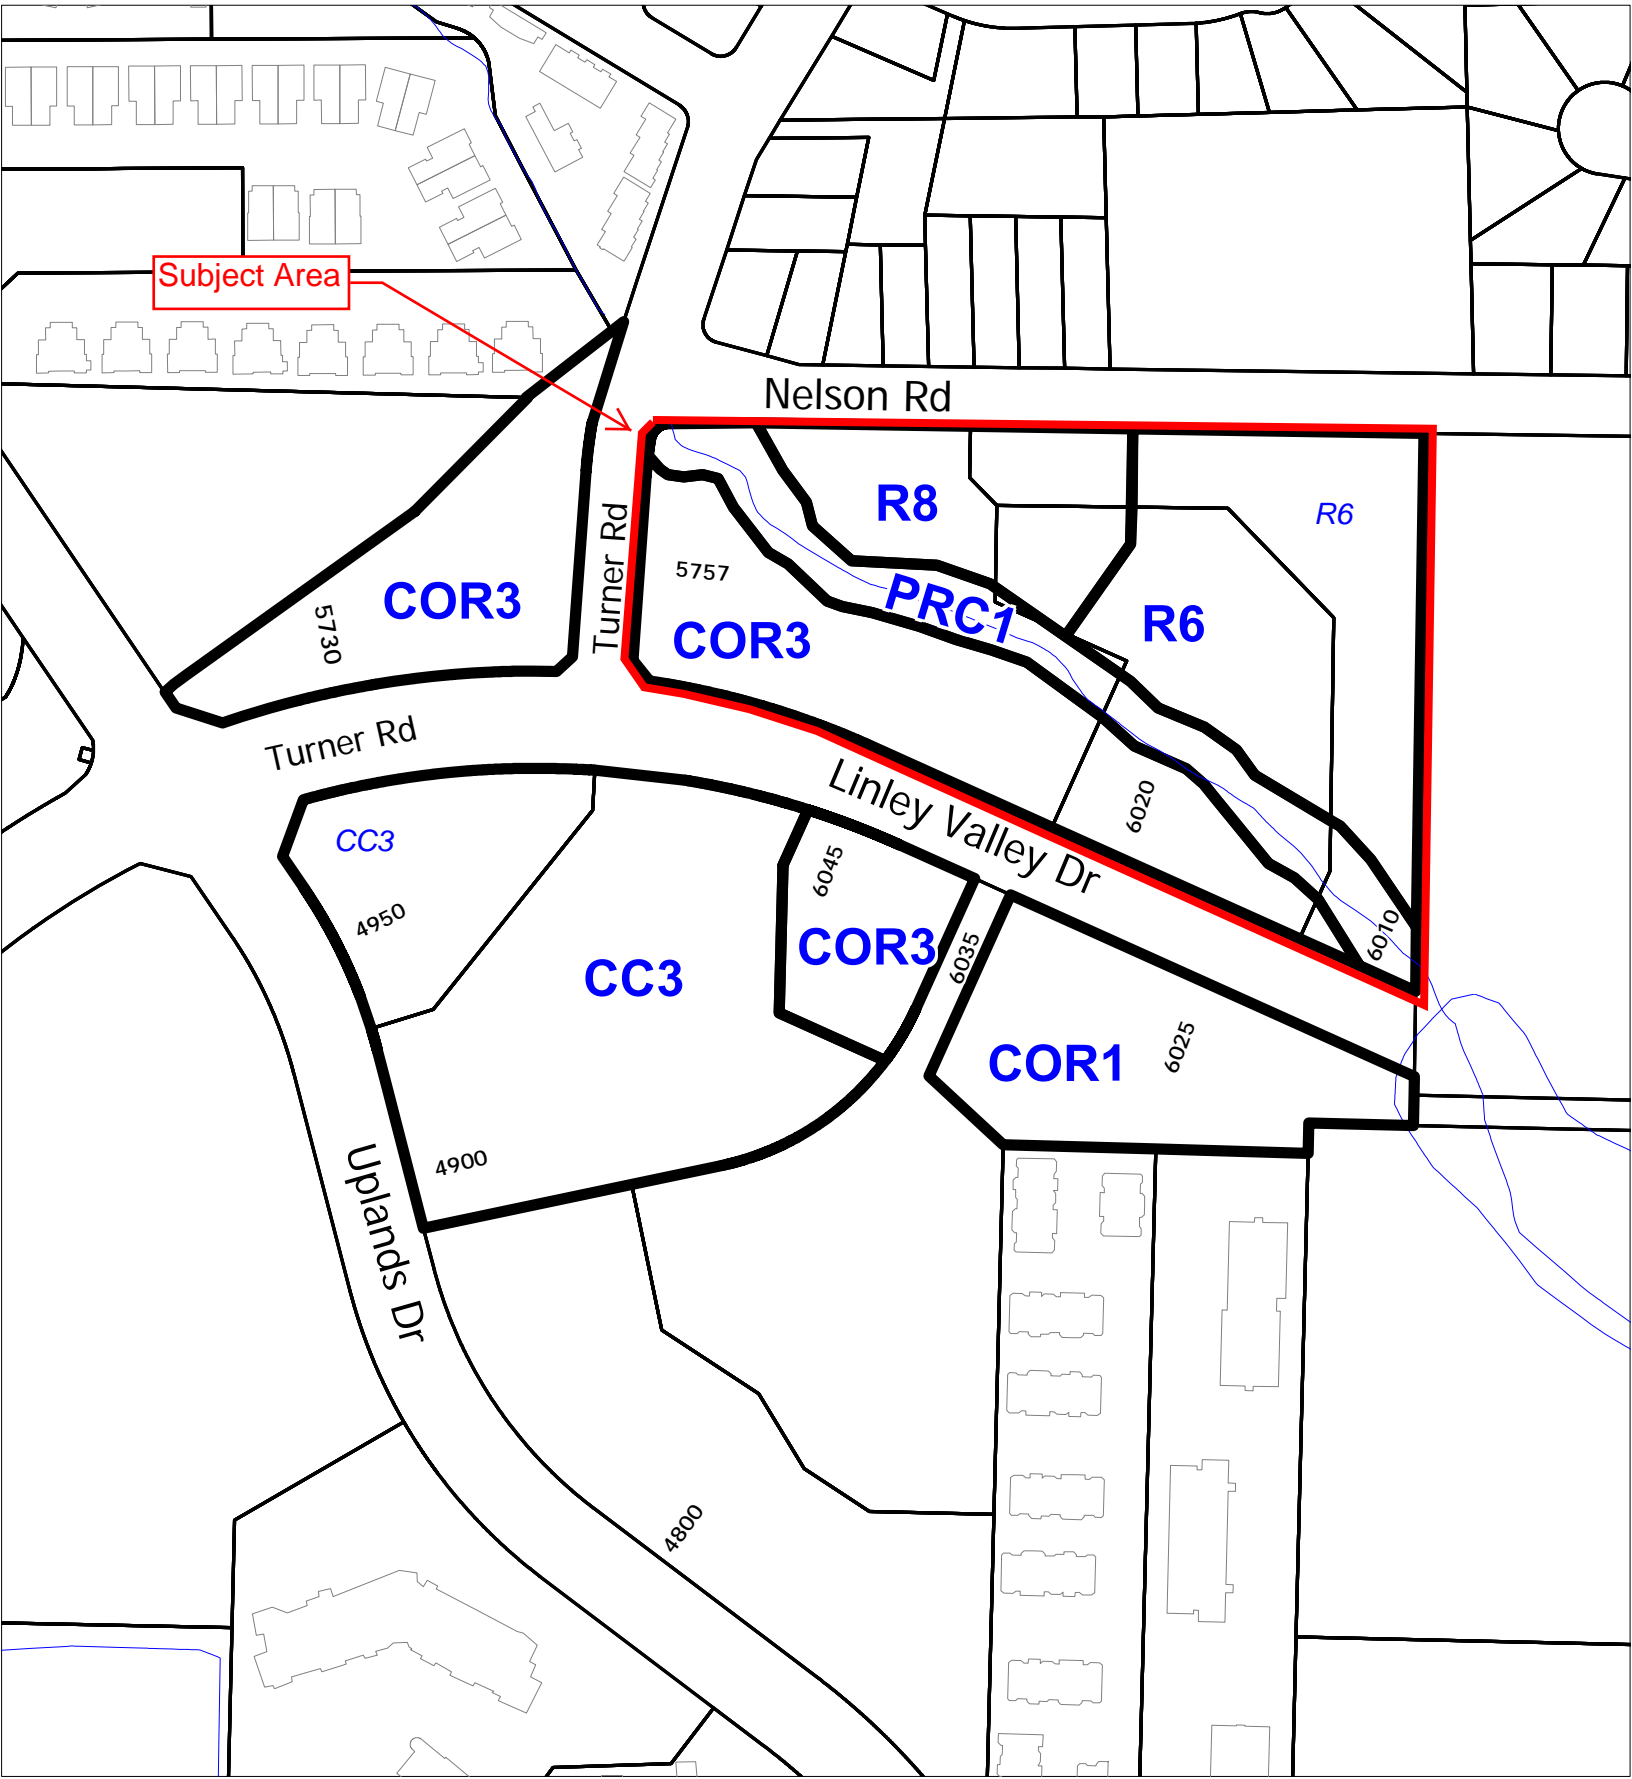 Subject Area
Nelson Rd
R8
R6
Turner Rd
5757
PRC1
COR3
5730
COR3
R6
Turner Rd
Linley Valley Dr
6020
CC3
6045
4950
COR3
6035
6010
CC3
COR1
6025
4900
Uplands Dr
4800